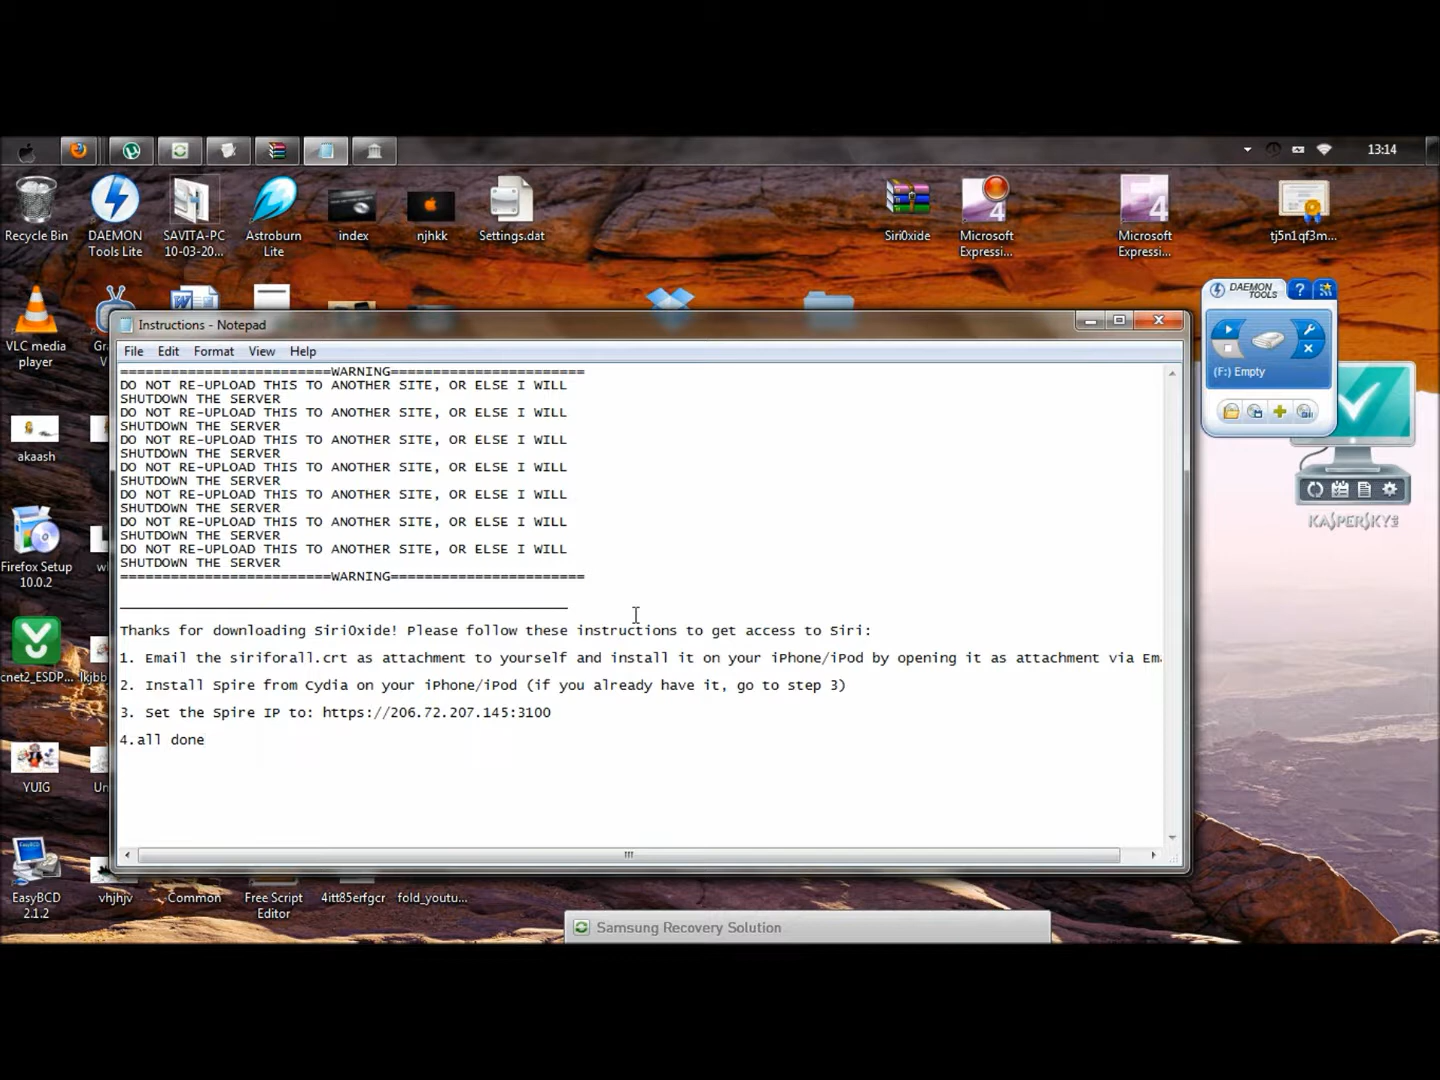 13:14
Recycle Bin
DAEMON
Tools Lite
SAVITA-PC
10-03-20...
Astroburn
Lite
index
njhkk
Settings.dat
Siri0xide
Microsoft
Expressi...
Microsoft
Expressi...
tj5n1qf3m...
VLC media
player
Gr
V
DAEMON
TOOLS
(F:) Empty
KASPERSKY
Instructions - Notepad
File Edit Format View Help
=========================WARNING=======================
DO NOT RE-UPLOAD THIS TO ANOTHER SITE, OR ELSE I WILL
SHUTDOWN THE SERVER
DO NOT RE-UPLOAD THIS TO ANOTHER SITE, OR ELSE I WILL
SHUTDOWN THE SERVER
DO NOT RE-UPLOAD THIS TO ANOTHER SITE, OR ELSE I WILL
SHUTDOWN THE SERVER
DO NOT RE-UPLOAD THIS TO ANOTHER SITE, OR ELSE I WILL
SHUTDOWN THE SERVER
DO NOT RE-UPLOAD THIS TO ANOTHER SITE, OR ELSE I WILL
SHUTDOWN THE SERVER
DO NOT RE-UPLOAD THIS TO ANOTHER SITE, OR ELSE I WILL
SHUTDOWN THE SERVER
DO NOT RE-UPLOAD THIS TO ANOTHER SITE, OR ELSE I WILL
SHUTDOWN THE SERVER
=========================WARNING=======================
Thanks for downloading Siri0xide! Please follow these instructions to get access to Siri:
1. Email the siriforall.crt as attachment to yourself and install it on your iPhone/iPod by opening it as attachment via Em
2. Install Spire from Cydia on your iPhone/iPod (if you already have it, go to step 3)
3. Set the Spire IP to: https://206.72.207.145:3100
4.all done
akaash
Firefox Setup
10.0.2
cnet2_ESDP...
lkjbb
YUIG
Un
EasyBCD
2.1.2
vhjhjv
Common
Free Script
Editor
4itt85erfgcr
fold_youtu...
Samsung Recovery Solution